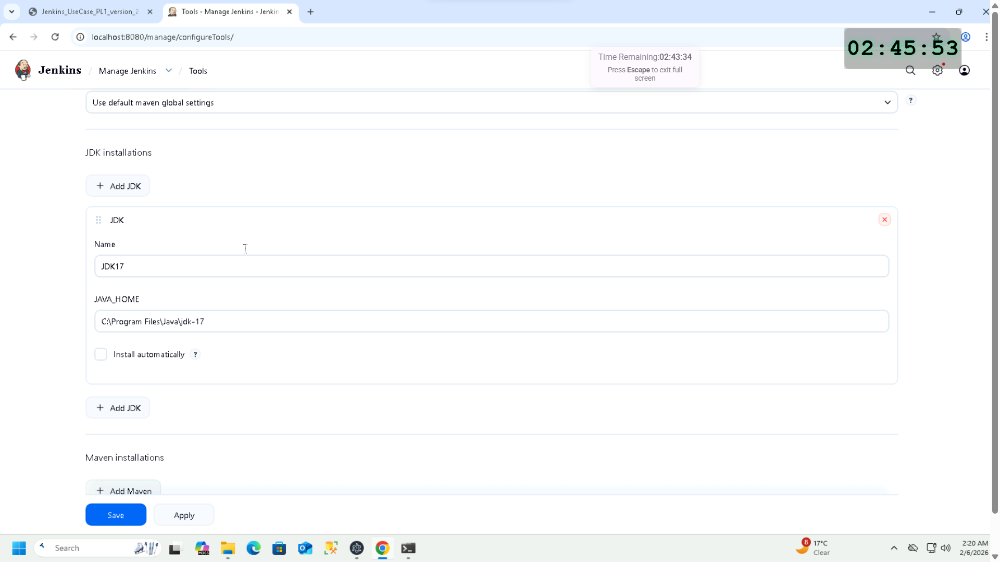 Jenkins_UseCase_PL1_version_2
Tools - Manage Jenkins - Jenkin
localhost:8080/manage/configureTools/
02:45:53
Time Remaining:02:43:34
Press Escape to exit full
screen
Jenkins / Manage Jenkins / Tools
Use default maven global settings
?
JDK installations
+ Add JDK
JDK
Name
JDK17
JAVA_HOME
C:\Program Files\Java\jdk-17
Install automatically ?
+ Add JDK
Maven installations
+ Add Maven
Save
Apply
Search
M365
8
17°C
Clear
2:20 AM
2/6/2026